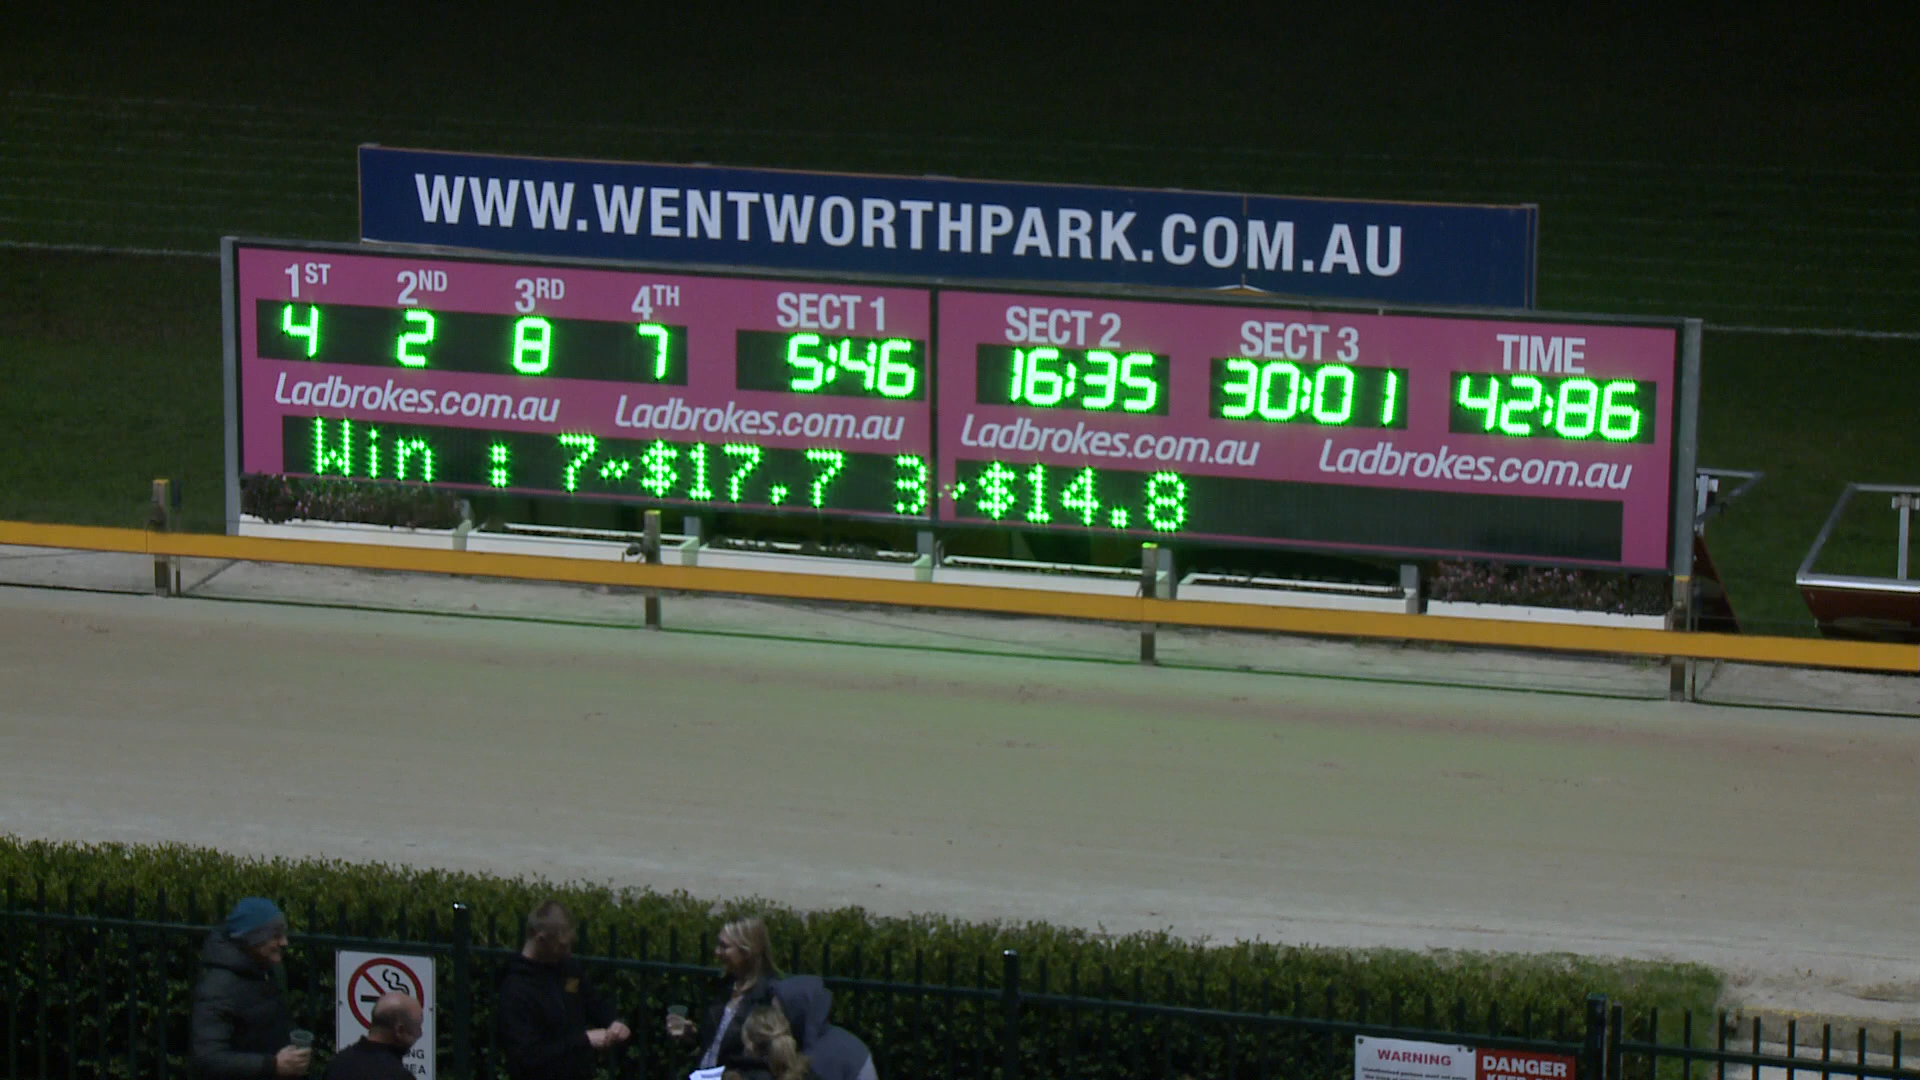 WWW.WENTWORTHPARK.COM.AU
1ST 2ND 3RD 4TH SECT 1 SECT 2 SECT 3 TIME
4 2 8 7 5:46 16:35 30:01 42:86
Ladbrokes.com.au Ladbrokes.com.au Ladbrokes.com.au Ladbrokes.com.au
Win : 7~$17.7 3~$14.8
WARNING
DANGER